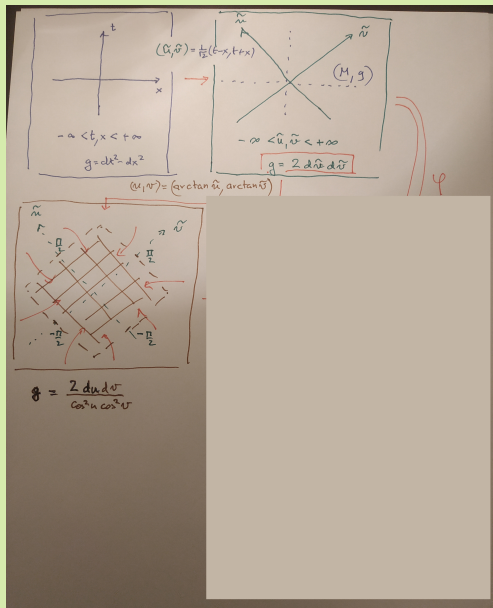 t
x
-∞ < t, x < +∞
g = dt² - dx²
(ũ, ṽ) = ½(t-x, t+x)
ũ
ṽ
(M, g)
-∞ < ũ, ṽ < +∞
g = 2 dũ dṽ
φ
(u, v) = (arctan ũ, arctan ṽ)
ũ
ṽ
-π/2
π/2
-π/2
-π/2
g = 2 du dv / cos²u cos²v